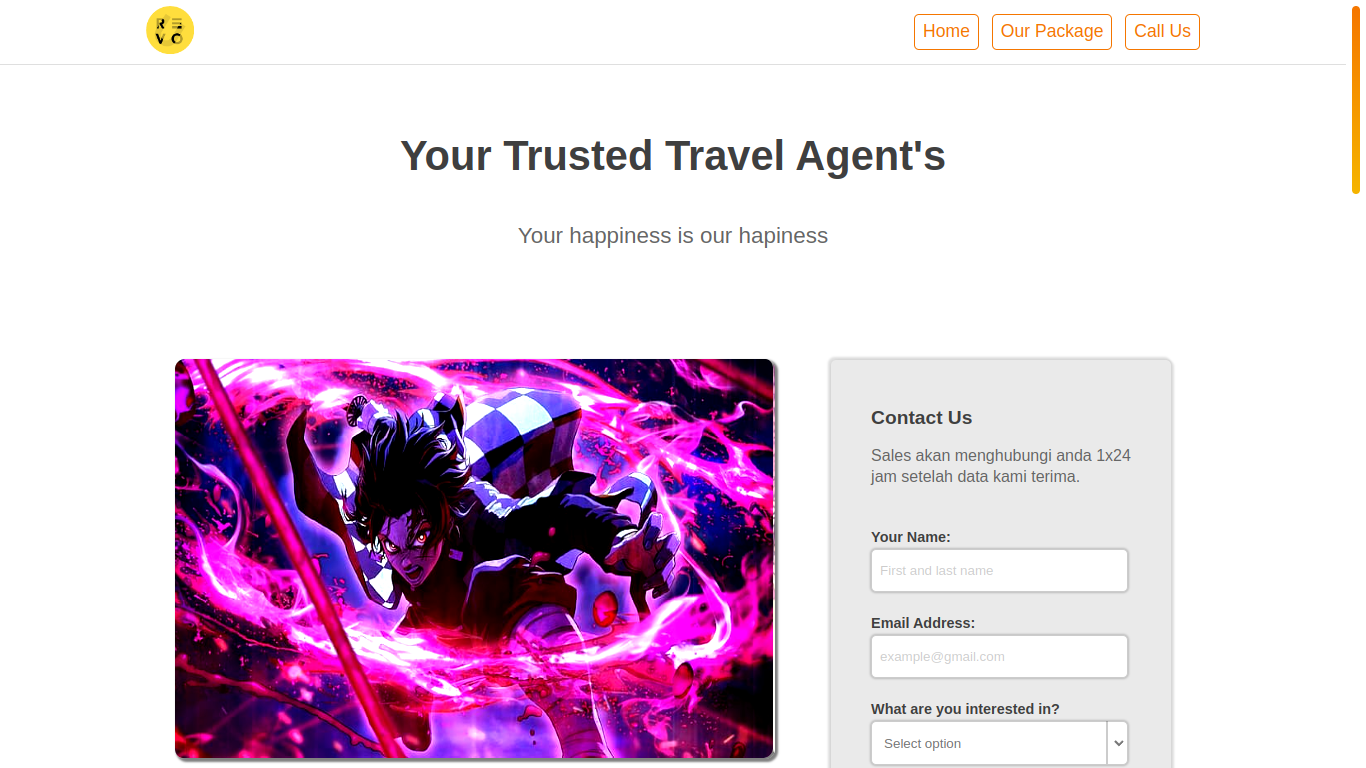 RE
VO
Home
Our Package
Call Us
Your Trusted Travel Agent's
Your happiness is our hapiness
Contact Us
Sales akan menghubungi anda 1x24
jam setelah data kami terima.
Your Name:
First and last name
Email Address:
example@gmail.com
What are you interested in?
Select option